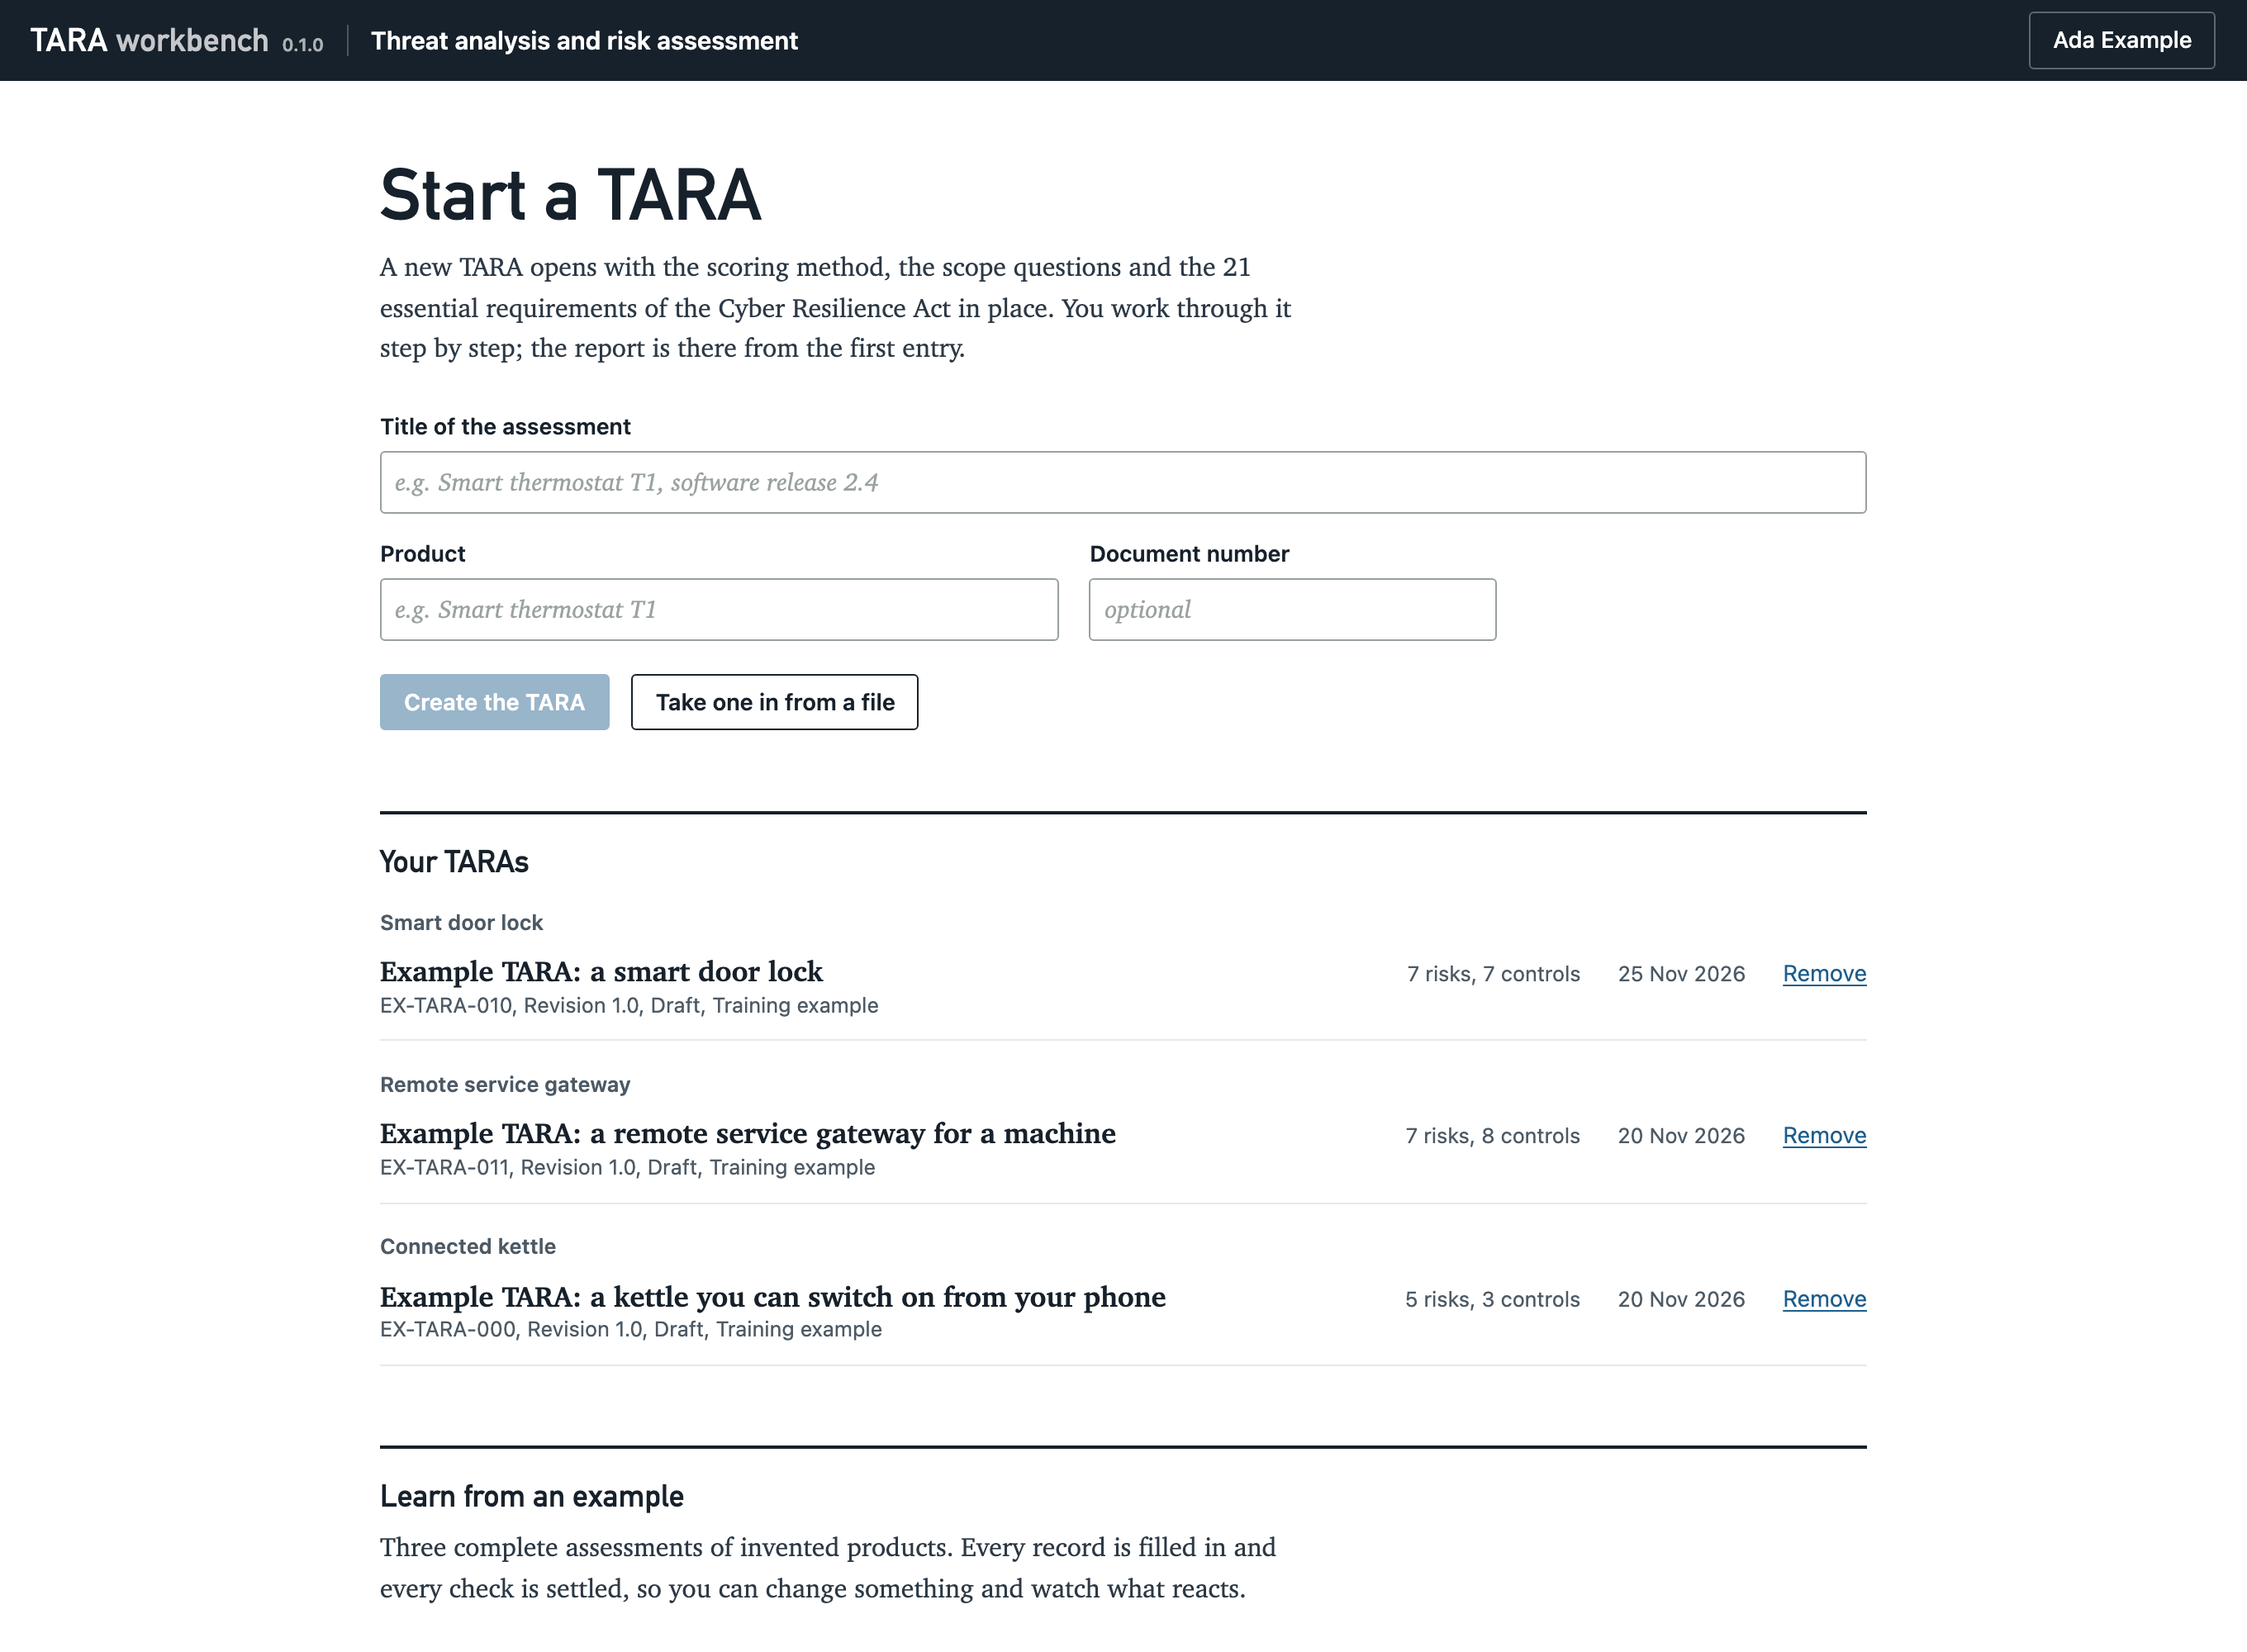 TARA workbench 0.1.0
Threat analysis and risk assessment
Ada Example
Start a TARA
A new TARA opens with the scoring method, the scope questions and the 21
essential requirements of the Cyber Resilience Act in place. You work through it
step by step; the report is there from the first entry.
Title of the assessment
e.g. Smart thermostat T1, software release 2.4
Product
Document number
e.g. Smart thermostat T1
optional
Create the TARA
Take one in from a file
Your TARAs
Smart door lock
Example TARA: a smart door lock
7 risks, 7 controls
25 Nov 2026
Remove
EX-TARA-010, Revision 1.0, Draft, Training example
Remote service gateway
Example TARA: a remote service gateway for a machine
7 risks, 8 controls
20 Nov 2026
Remove
EX-TARA-011, Revision 1.0, Draft, Training example
Connected kettle
Example TARA: a kettle you can switch on from your phone
5 risks, 3 controls
20 Nov 2026
Remove
EX-TARA-000, Revision 1.0, Draft, Training example
Learn from an example
Three complete assessments of invented products. Every record is filled in and
every check is settled, so you can change something and watch what reacts.